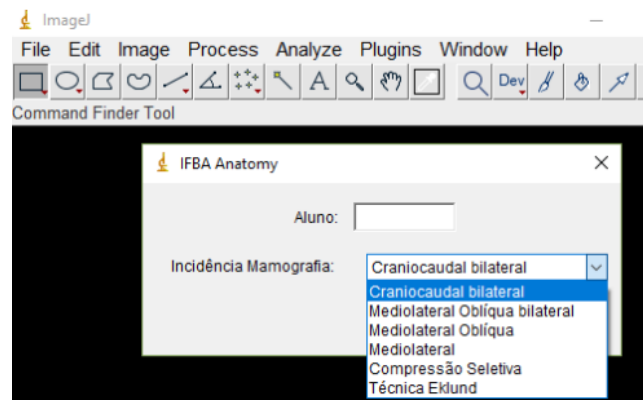 ImageJ
File Edit Image Process Analyze Plugins Window Help
A Dev
Command Finder Tool
IFBA Anatomy
Aluno:
Incidência Mamografia: Craniocaudal bilateral
Craniocaudal bilateral
Mediolateral Oblíqua bilateral
Mediolateral Oblíqua
Mediolateral
Compressão Seletiva
Técnica Eklund